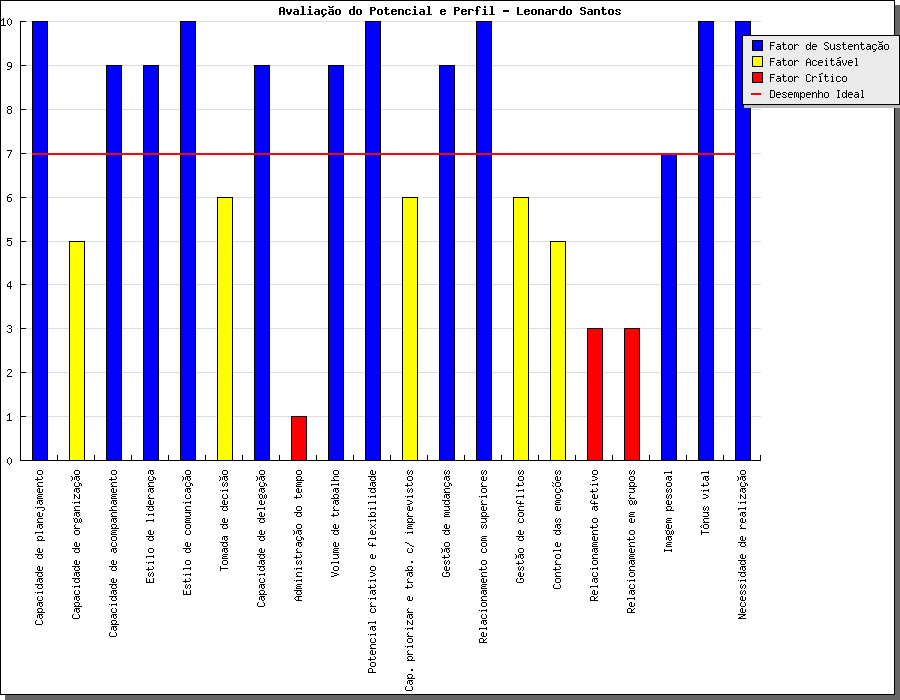 Avaliação do Potencial e Perfil - Leonardo Santos
Fator de Sustentação
Fator Aceitável
Fator Crítico
Desempenho Ideal
10
9
8
7
6
5
4
3
2
1
0
Capacidade de planejamento
Capacidade de organização
Capacidade de acompanhamento
Estilo de liderança
Estilo de comunicação
Tomada de decisão
Capacidade de delegação
Administração do tempo
Volume de trabalho
Potencial criativo e flexibilidade
Cap. priorizar e trab. c/ imprevistos
Gestão de mudanças
Relacionamento com superiores
Gestão de conflitos
Controle das emoções
Relacionamento afetivo
Relacionamento em grupos
Imagem pessoal
Tônus vital
Necessidade de realização